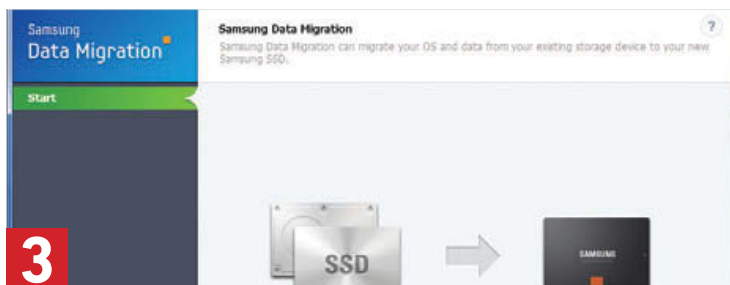 Samsung
Data Migration
Samsung Data Migration
?
Samsung Data Migration can migrate your OS and data from your existing storage device to your new
Samsung SSD.
Start
SSD
SAMSUNG
3